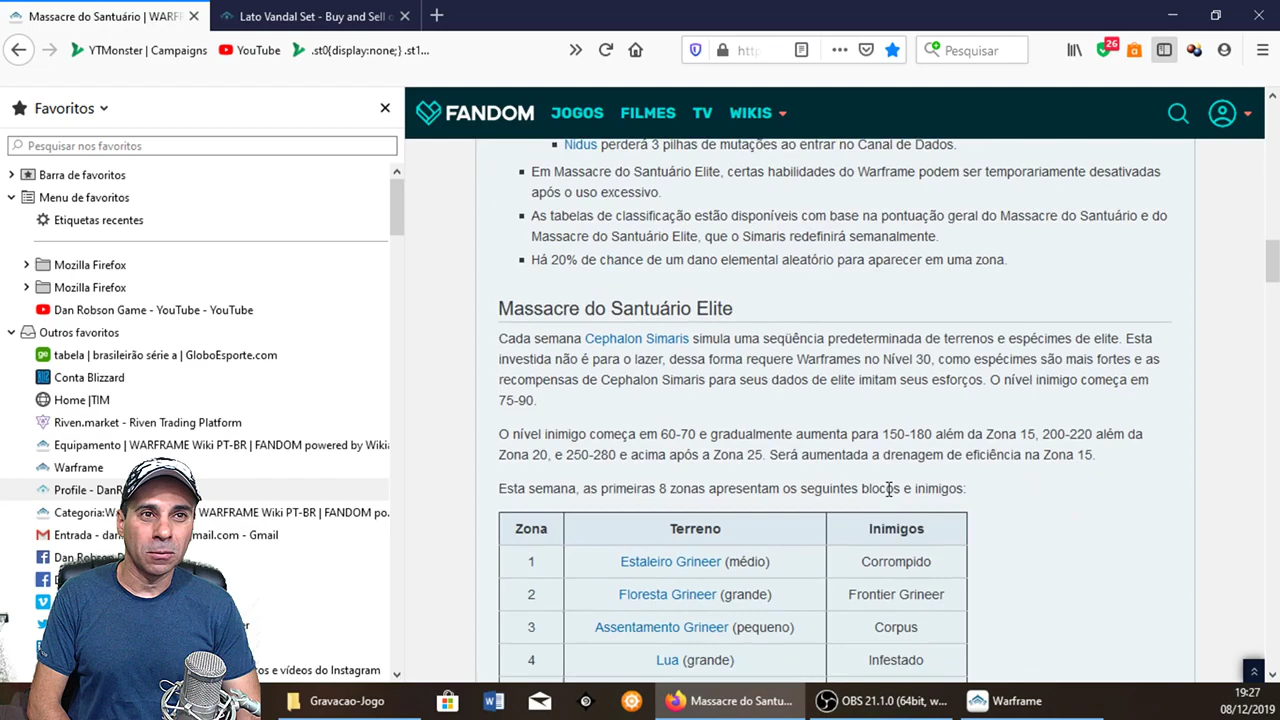 Massacre do Santuário | WARFR
Lato Vandal Set - Buy and Sell o
YTMonster | Campaigns
YouTube
.st0{display:none;} .st1...
http
Pesquisar
26
Favoritos
Pesquisar nos favoritos
Barra de favoritos
Menu de favoritos
Etiquetas recentes
Mozilla Firefox
Mozilla Firefox
Dan Robson Game - YouTube - YouTube
Outros favoritos
tabela | brasileirão série a | GloboEsporte.com
Conta Blizzard
Home |TIM
Riven.market - Riven Trading Platform
Equipamento | WARFRAME Wiki PT-BR | FANDOM powered by Wikia
Warframe
Profile - DanR
Categoria:W
FRAME Wiki PT-BR | FANDOM po...
Entrada - dan
mail.com - Gmail
Dan Robson
s e vídeos do Instagram
FANDOM
JOGOS
FILMES
TV
WIKIS
Nidus perderá 3 pilhas de mutações ao entrar no Canal de Dados.
Em Massacre do Santuário Elite, certas habilidades do Warframe podem ser temporariamente desativadas
após o uso excessivo.
As tabelas de classificação estão disponíveis com base na pontuação geral do Massacre do Santuário e do
Massacre do Santuário Elite, que o Simaris redefinirá semanalmente.
Há 20% de chance de um dano elemental aleatório para aparecer em uma zona.
Massacre do Santuário Elite
Cada semana Cephalon Simaris simula uma seqüência predeterminada de terrenos e espécimes de elite. Esta
investida não é para o lazer, dessa forma requere Warframes no Nível 30, como espécimes são mais fortes e as
recompensas de Cephalon Simaris para seus dados de elite imitam seus esforços. O nível inimigo começa em
75-90.
O nível inimigo começa em 60-70 e gradualmente aumenta para 150-180 além da Zona 15, 200-220 além da
Zona 20, e 250-280 e acima após a Zona 25. Será aumentada a drenagem de eficiência na Zona 15.
Esta semana, as primeiras 8 zonas apresentam os seguintes blocos e inimigos:
Zona Terreno Inimigos
1 Estaleiro Grineer (médio) Corrompido
2 Floresta Grineer (grande) Frontier Grineer
3 Assentamento Grineer (pequeno) Corpus
4 Lua (grande) Infestado
Gravacao-Jogo
Massacre do Santu...
OBS 21.1.0 (64bit, w...
Warframe
19:27
08/12/2019